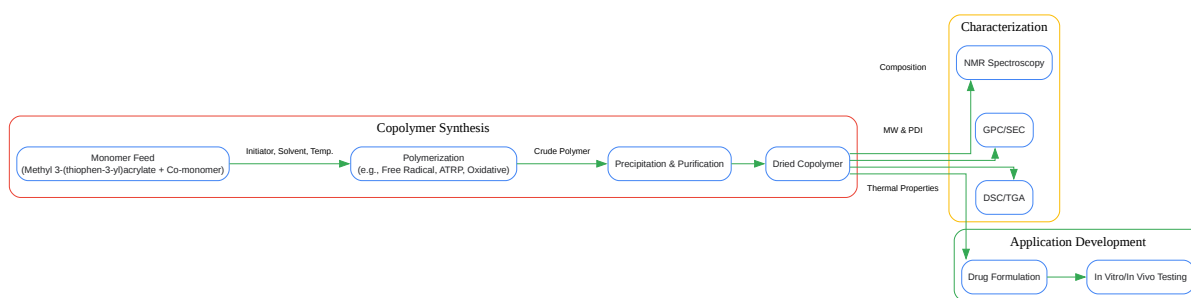 Characterization
Composition
NMR Spectroscopy
Copolymer Synthesis
MW & PDI
GPC/SEC
Monomer Feed
(Methyl 3-(thiophen-3-yl)acrylate + Co-monomer)
Initiator, Solvent, Temp.
Polymerization
(e.g., Free Radical, ATRP, Oxidative)
Crude Polymer
Precipitation & Purification
Dried Copolymer
Thermal Properties
DSC/TGA
Application Development
Drug Formulation
In Vitro/In Vivo Testing